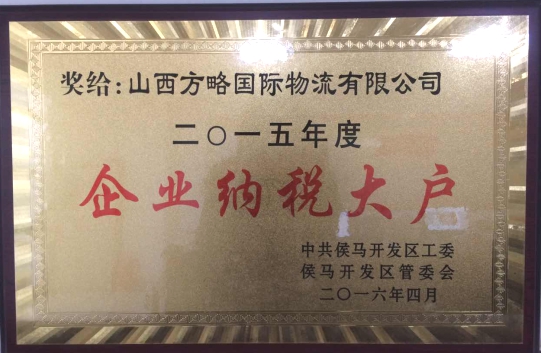 奖给:山西方略国际物流有限公司
二〇一五年度
企业纳税大户
中共侯马开发区工委
侯马开发区管委会
二〇一六年四月